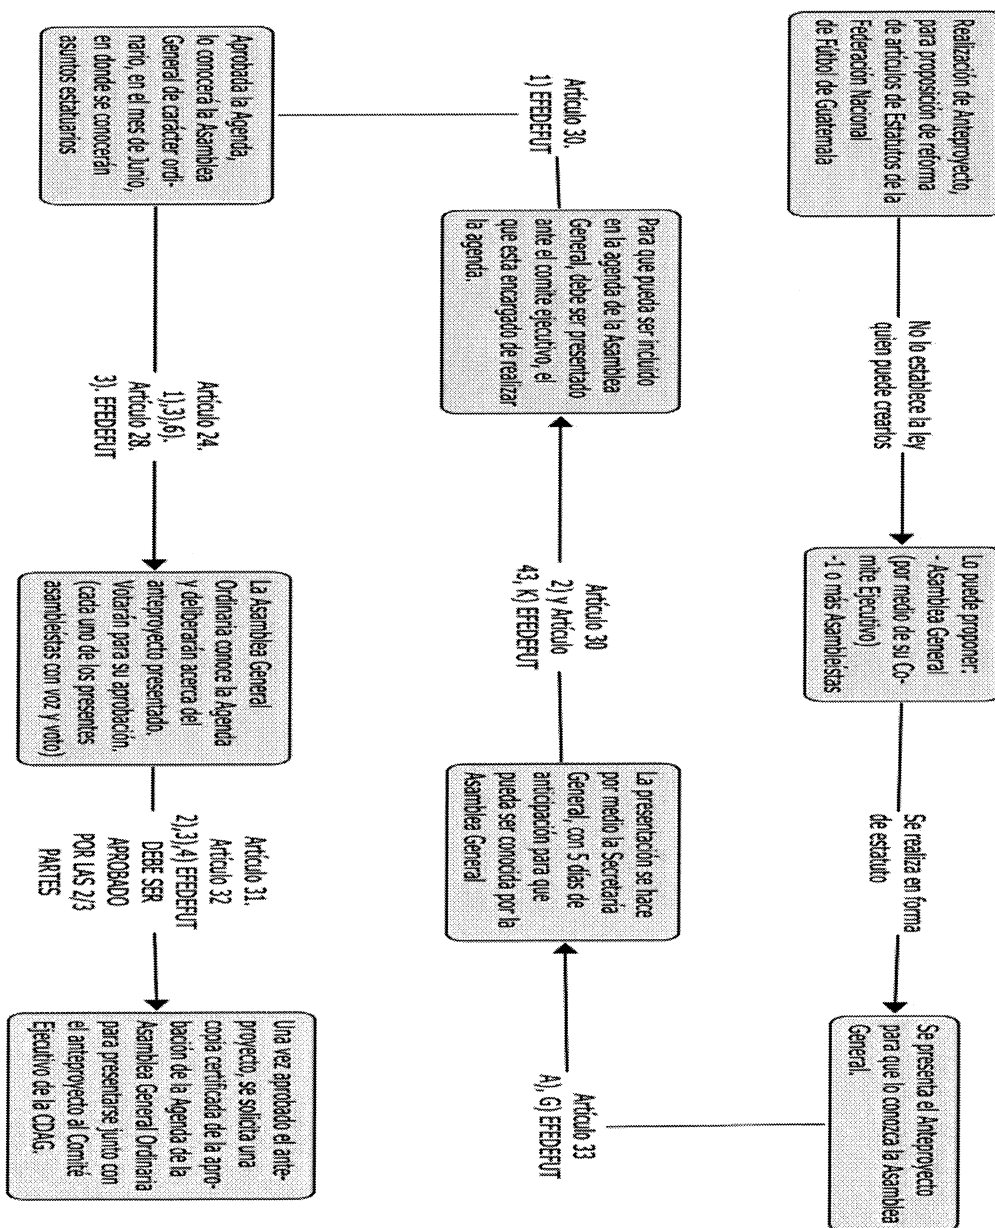 Realización de Anteproyecto,
para proposición de reforma
de artículos de Estatutos de la
Federación Nacional
de Fútbol de Guatemala
No lo establece la ley
quien puede crearlos
Lo puede proponer:
- Asamblea General
(por medio de su Co-
mite Ejecutivo)
-1 o más Asambleístas
Se realiza en forma
de estatuto
Se presenta el Anteproyecto
para que lo conozca la Asamblea
General.
Artículo 33
A), G) EFEDEFUT
La presentación se hace
por medio la Secretaría
General, con 5 días de
anticipación para que
pueda ser conocida por la
Asamblea General
Artículo 30
2) y Artículo
43, K) EFEDEFUT
Para que pueda ser incluido
en la agenda de la Asamblea
General, debe ser presentado
ante el comite ejecutivo, el
que esta encargado de realizar
la agenda.
Artículo 30.
1) EFEDEFUT
Aprobada la Agenda,
lo conocerá la Asamblea
General de carácter ordi-
nario, en el mes de Junio,
en donde se conocerán
asuntos estatuarios
Artículo 24.
1),3),6).
Artículo 28.
3). EFEDEFUT
La Asamblea General
Ordinaria conoce la Agenda
y deliberarán acerca del
anteproyecto presentado.
Votarán para su aprobación.
(cada uno de los presentes
asambleístas con voz y voto)
Artículo 31.
Artículo 32
2),3),4) EFEDEFUT
DEBE SER
APROBADO
POR LAS 2/3
PARTES
Una vez aprobado el ante-
proyecto, se solicita una
copia certificada de la apro-
bación de la Agenda de la
Asamblea General Ordinaria
para presentarse junto con
el anteproyecto al Comité
Ejecutivo de la CDAG.